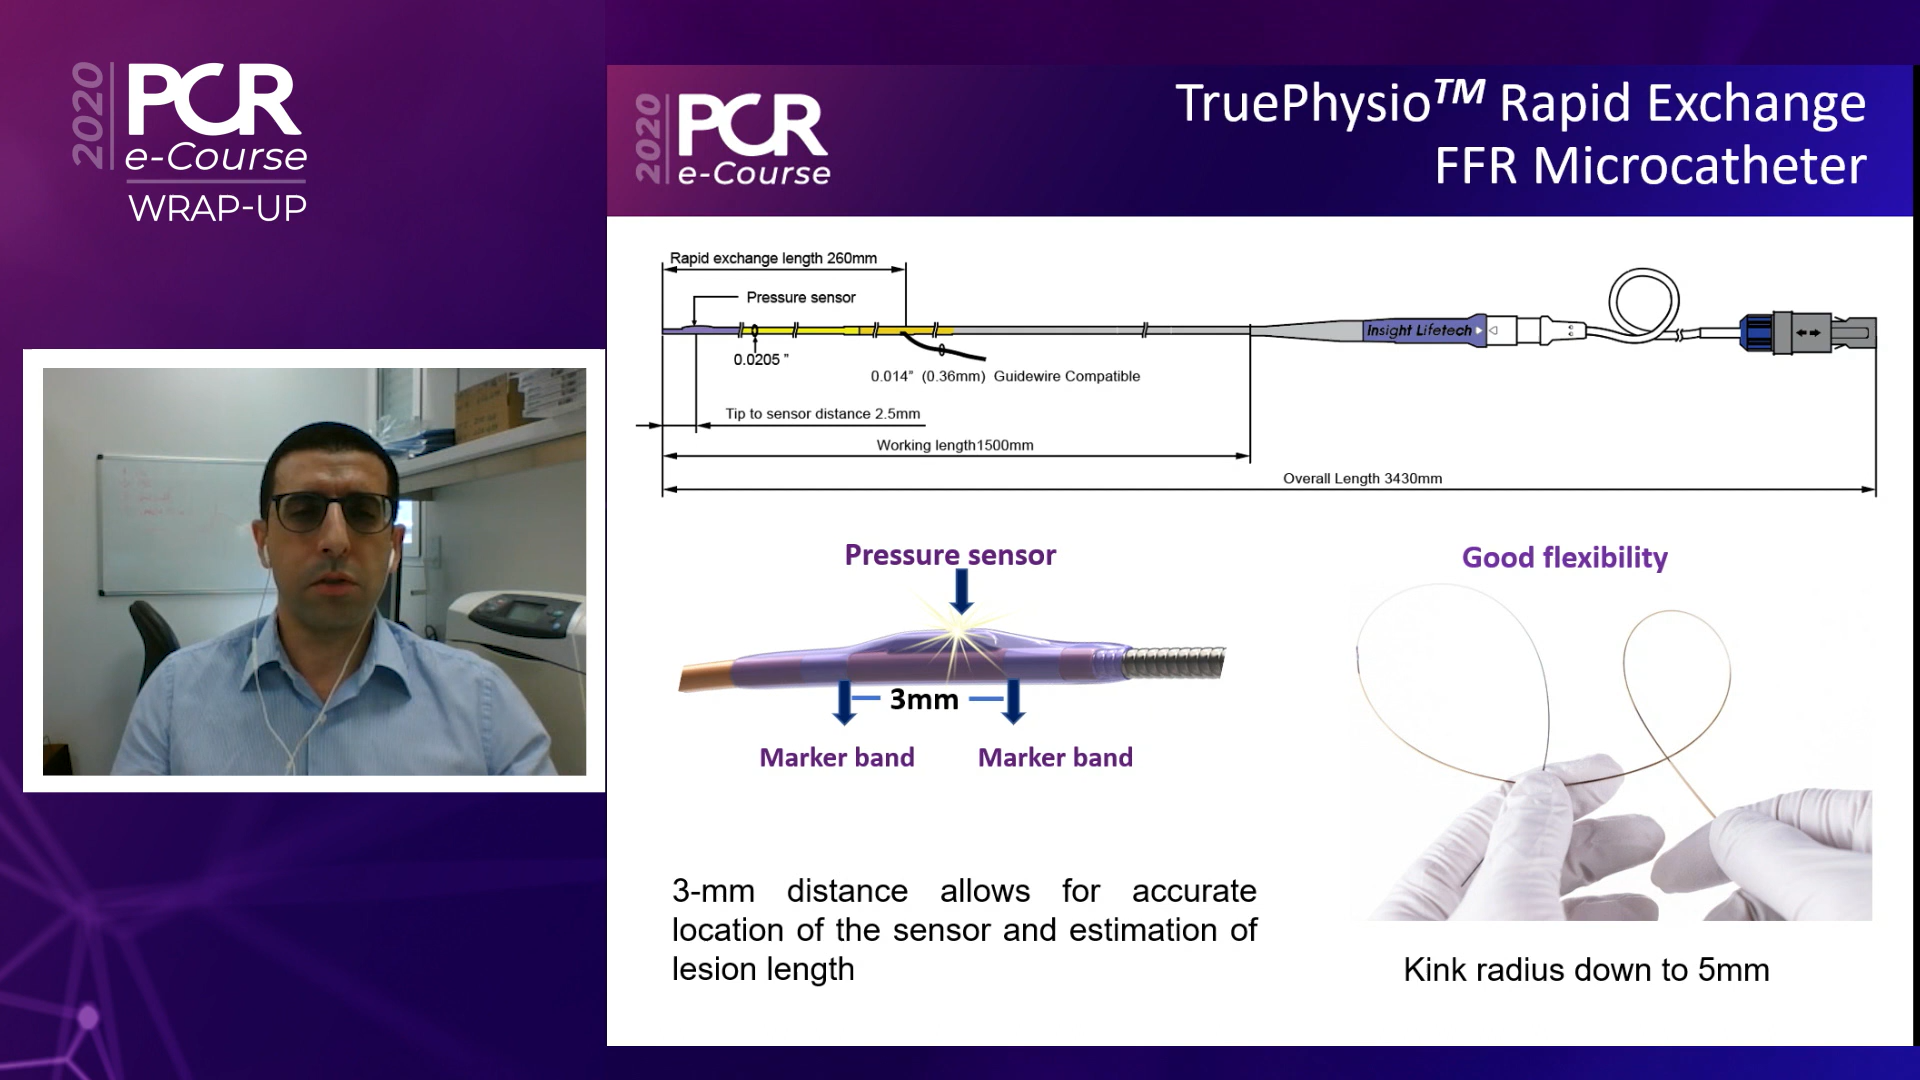 2020
PCR
e-Course
WRAP-UP
2020
PCR
e-Course
TruePhysio™ Rapid Exchange
FFR Microcatheter
Rapid exchange length 260mm
Pressure sensor
Insight Lifetech
0.0205 "
0.014" (0.36mm) Guidewire Compatible
Tip to sensor distance 2.5mm
Working length1500mm
Overall Length 3430mm
Pressure sensor
3mm
Marker band Marker band
Good flexibility
3-mm distance allows for accurate
location of the sensor and estimation of
lesion length
Kink radius down to 5mm